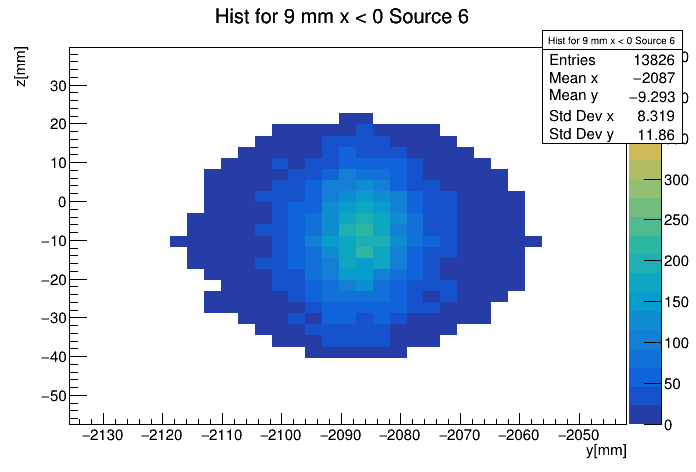 Hist for 9 mm x < 0 Source 6
z[mm]
Hist for 9 mm x < 0 Source 6
Entries 13826
Mean x −2087
Mean y −9.293
Std Dev x 8.319
Std Dev y 11.86
30
20
10
0
−10
−20
−30
−40
−50
300
250
200
150
100
50
0
−2130 −2120 −2110 −2100 −2090 −2080 −2070 −2060 −2050
y[mm]